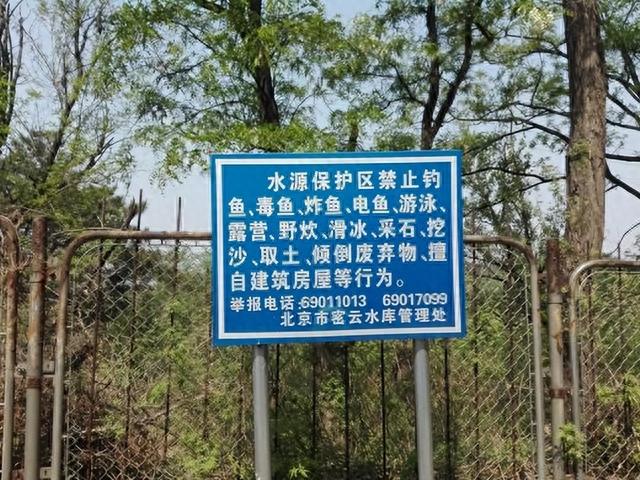 水源保护区禁止钓
鱼、毒鱼、炸鱼、电鱼、游泳、
露营、野炊、滑冰、采石、挖
沙、取土、倾倒废弃物、擅
自建筑房屋等行为。
举报电话:69011013 69017099
北京市密云水库管理处